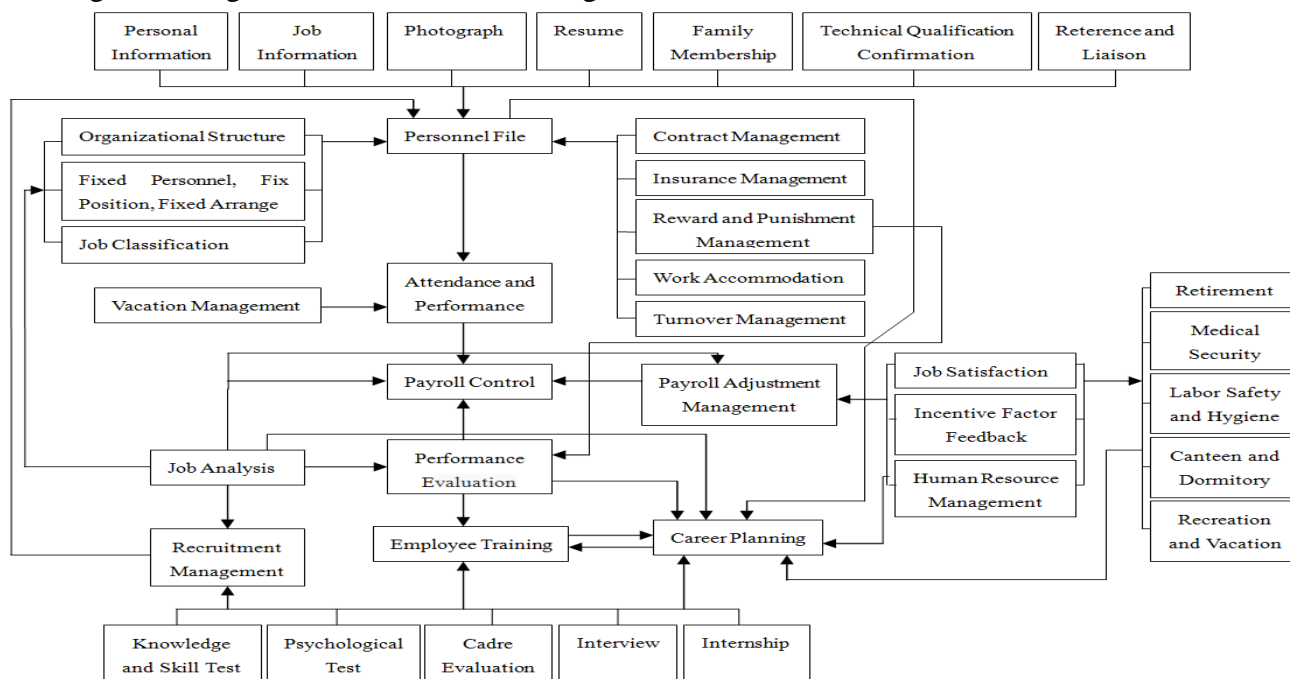 Personal
Information
Job
Information
Photograph
Resume
Family
Membership
Technical Qualification
Confirmation
Reterence and
Liaison
Organizational Structure
Personnel File
Contract Management
Fixed Personnel, Fix
Position, Fixed Arrange
Insurance Management
Reward and Punishment
Management
Job Classification
Attendance and
Performance
Work Accommodation
Vacation Management
Turnover Management
Retirement
Medical
Security
Payroll Control
Payroll Adjustment
Management
Job Satisfaction
Labor Safety
and Hygiene
Incentive Factor
Feedback
Job Analysis
Performance
Evaluation
Human Resource
Management
Canteen and
Dormitory
Recruitment
Management
Employee Training
Career Planning
Recreation
and Vacation
Knowledge
and Skill Test
Psychological
Test
Cadre
Evaluation
Interview
Internship